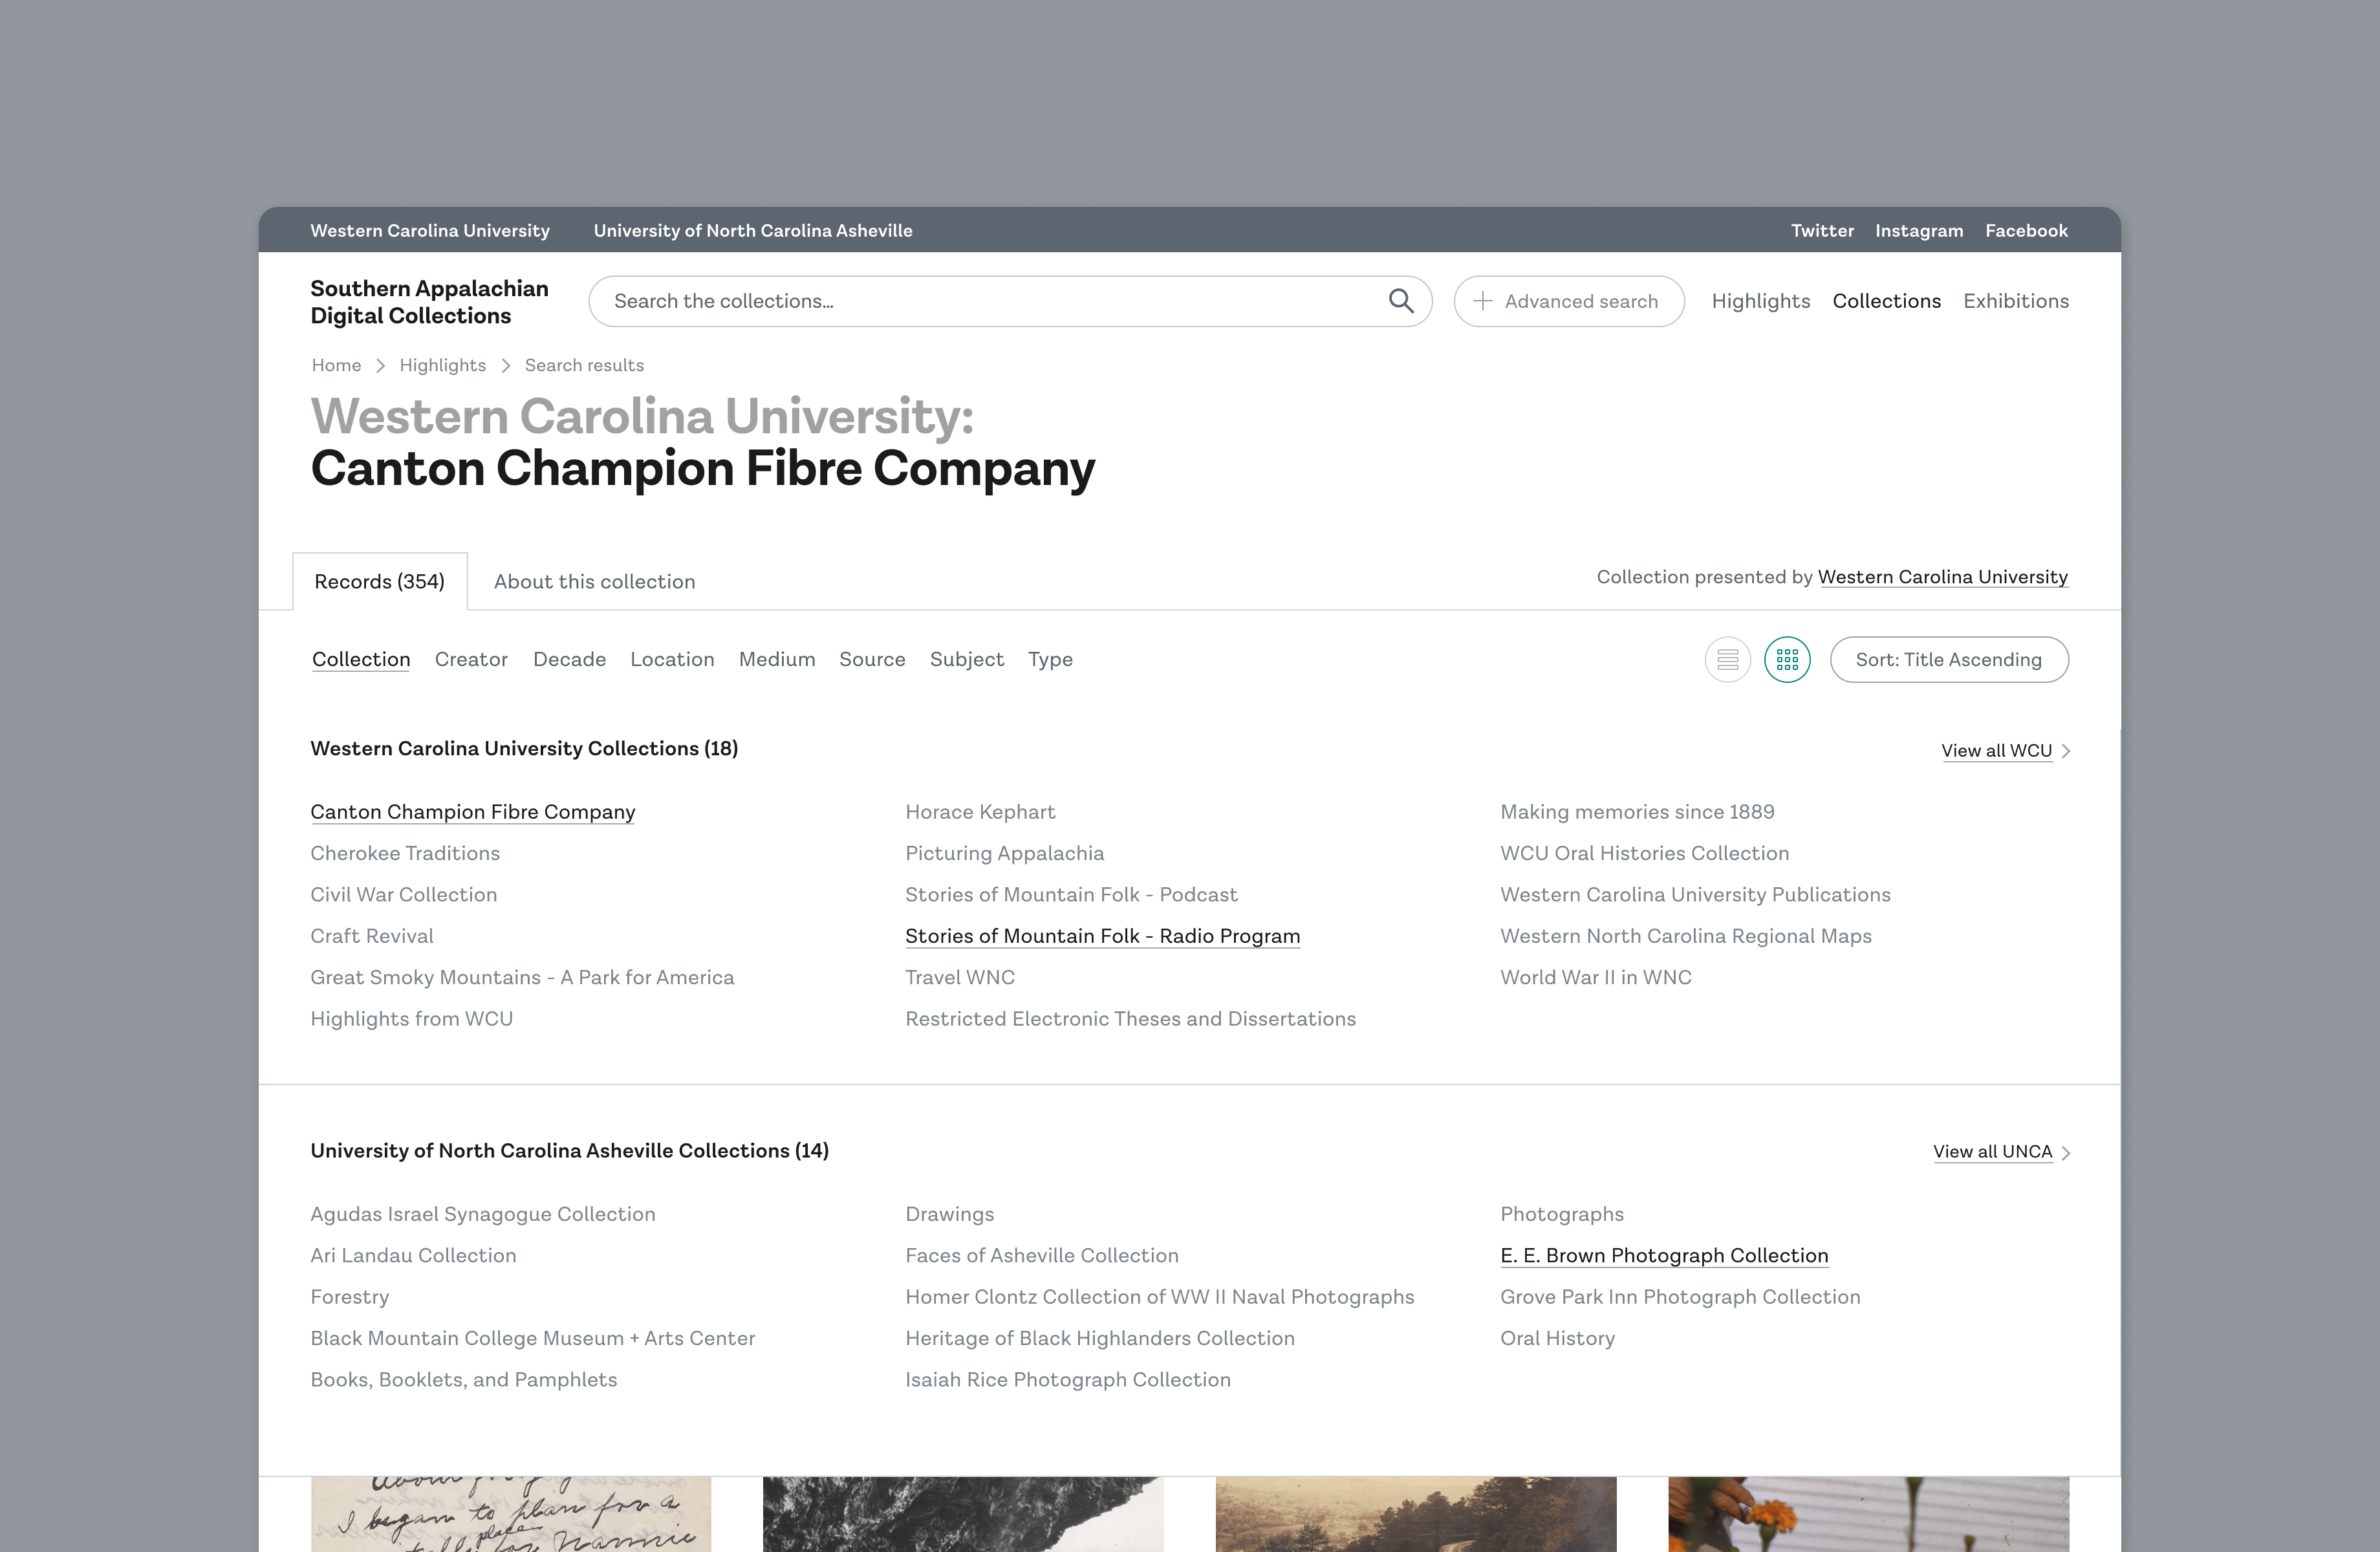 Western Carolina University University of North Carolina Asheville Twitter Instagram Facebook
Southern Appalachian
Digital Collections
Search the collections...
Advanced search
Highlights Collections Exhibitions
Home Highlights Search results
Western Carolina University:
Canton Champion Fibre Company
Records (354) About this collection
Collection presented by Western Carolina University
Collection Creator Decade Location Medium Source Subject Type
Sort: Title Ascending
Western Carolina University Collections (18)
View all WCU
Canton Champion Fibre Company
Cherokee Traditions
Civil War Collection
Craft Revival
Great Smoky Mountains - A Park for America
Highlights from WCU
Horace Kephart
Picturing Appalachia
Stories of Mountain Folk - Podcast
Stories of Mountain Folk - Radio Program
Travel WNC
Restricted Electronic Theses and Dissertations
Making memories since 1889
WCU Oral Histories Collection
Western Carolina University Publications
Western North Carolina Regional Maps
World War II in WNC
University of North Carolina Asheville Collections (14)
View all UNCA
Agudas Israel Synagogue Collection
Ari Landau Collection
Forestry
Black Mountain College Museum + Arts Center
Books, Booklets, and Pamphlets
Drawings
Faces of Asheville Collection
Homer Clontz Collection of WW II Naval Photographs
Heritage of Black Highlanders Collection
Isaiah Rice Photograph Collection
Photographs
E. E. Brown Photograph Collection
Grove Park Inn Photograph Collection
Oral History
I began to plan for a
place
for Nannie